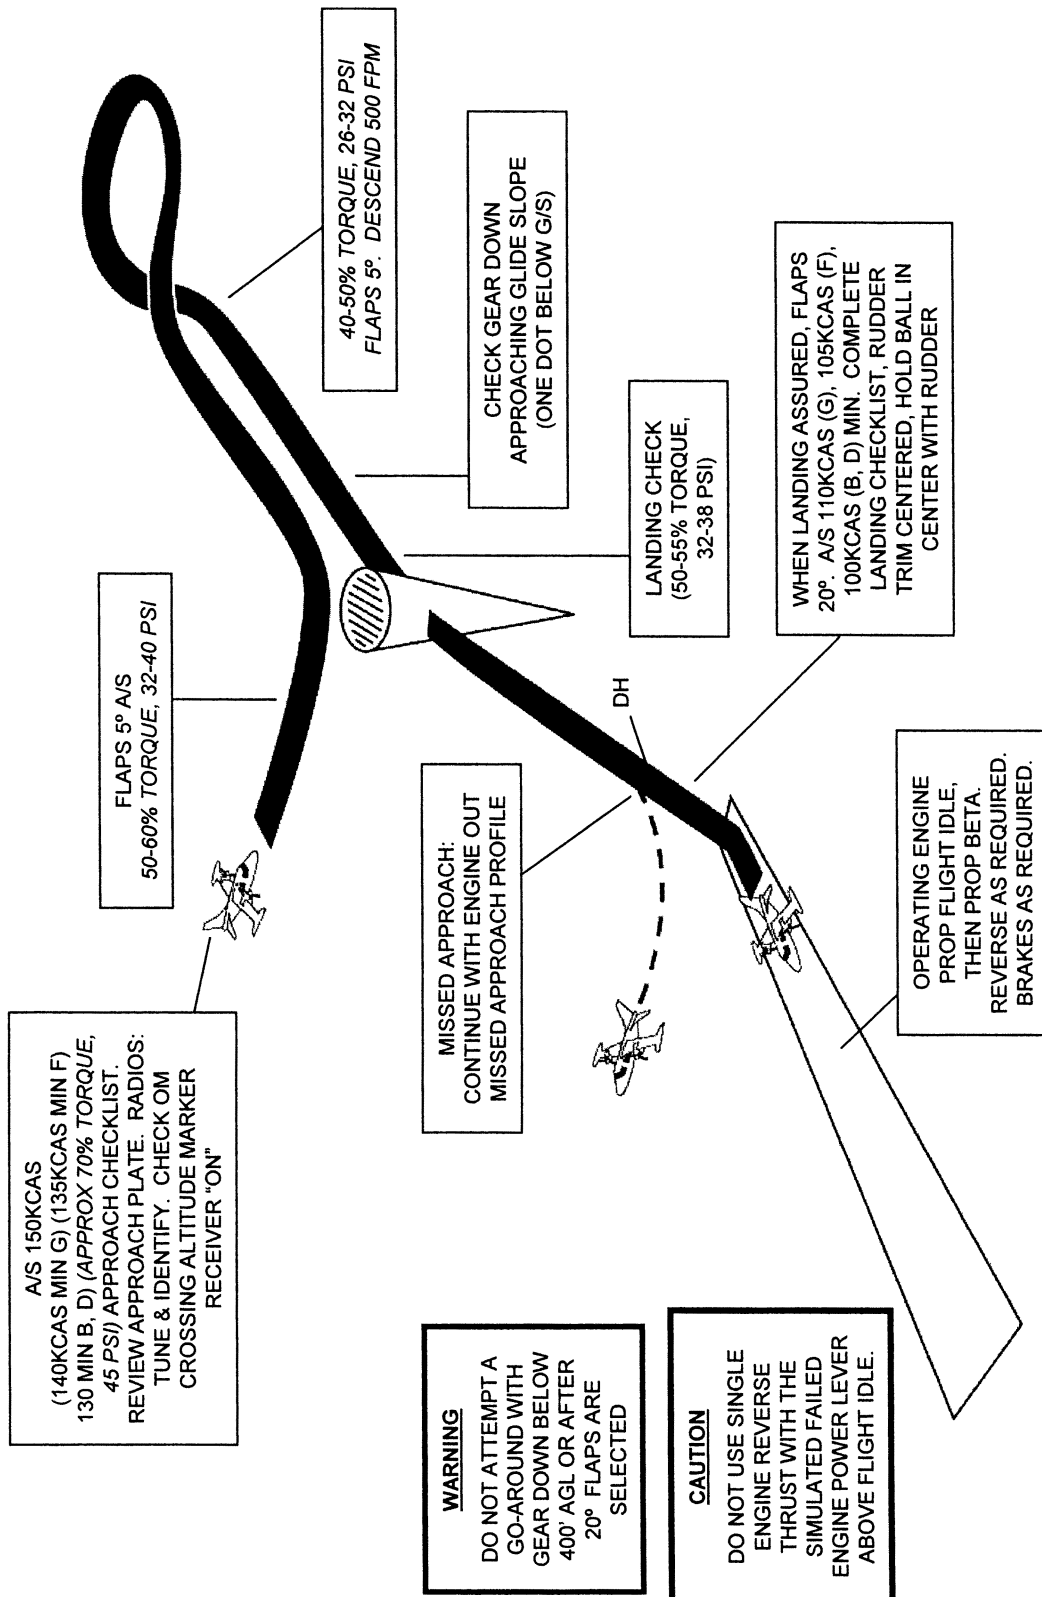 A/S 150KCAS
(140KCAS MIN G) (135KCAS MIN F)
130 MIN B, D) (APPROX 70% TORQUE,
45 PSI) APPROACH CHECKLIST.
REVIEW APPROACH PLATE. RADIOS:
TUNE & IDENTIFY. CHECK OM
CROSSING ALTITUDE MARKER
RECEIVER "ON"
FLAPS 5º A/S
50-60% TORQUE, 32-40 PSI
40-50% TORQUE, 26-32 PSI
FLAPS 5º. DESCEND 500 FPM
CHECK GEAR DOWN
APPROACHING GLIDE SLOPE
(ONE DOT BELOW G/S)
LANDING CHECK
(50-55% TORQUE,
32-38 PSI)
MISSED APPROACH:
CONTINUE WITH ENGINE OUT
MISSED APPROACH PROFILE
DH
WHEN LANDING ASSURED, FLAPS
20º. A/S 110KCAS (G), 105KCAS (F),
100KCAS (B, D) MIN. COMPLETE
LANDING CHECKLIST, RUDDER
TRIM CENTERED, HOLD BALL IN
CENTER WITH RUDDER
OPERATING ENGINE
PROP FLIGHT IDLE,
THEN PROP BETA.
REVERSE AS REQUIRED.
BRAKES AS REQUIRED.
WARNING
DO NOT ATTEMPT A
GO-AROUND WITH
GEAR DOWN BELOW
400' AGL OR AFTER
20º FLAPS ARE
SELECTED
CAUTION
DO NOT USE SINGLE
ENGINE REVERSE
THRUST WITH THE
SIMULATED FAILED
ENGINE POWER LEVER
ABOVE FLIGHT IDLE.